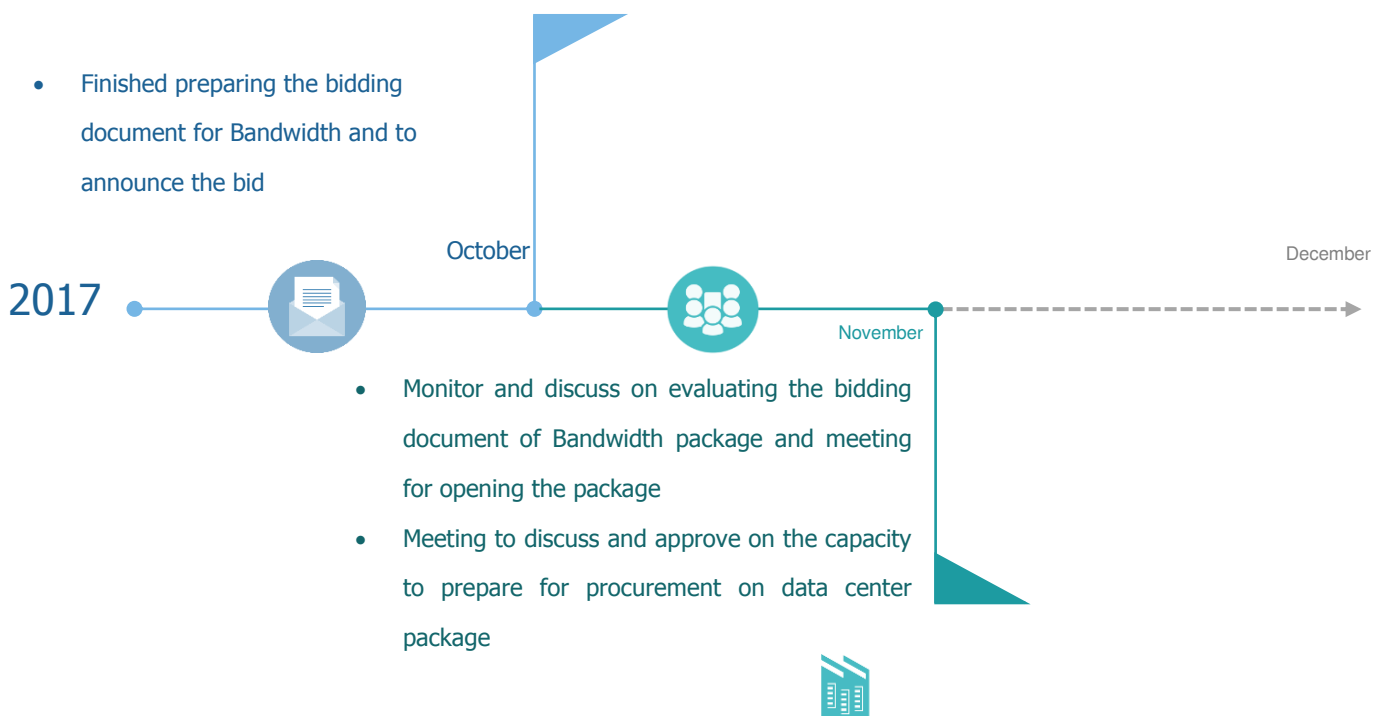 • Finished preparing the bidding
document for Bandwidth and to
announce the bid
October
December
2017
November
• Monitor and discuss on evaluating the bidding
document of Bandwidth package and meeting
for opening the package
• Meeting to discuss and approve on the capacity
to prepare for procurement on data center
package